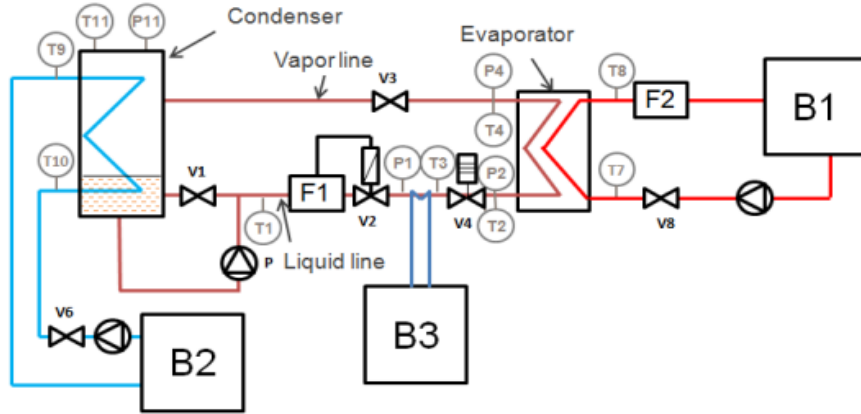 Condenser
T11
P11
T9
Evaporator
Vapor line
V3
P4
T8
F2
B1
T4
T10
V1
F1
P1
T3
P2
T7
V2
V4
T2
V8
T1
P
Liquid line
V6
B2
B3